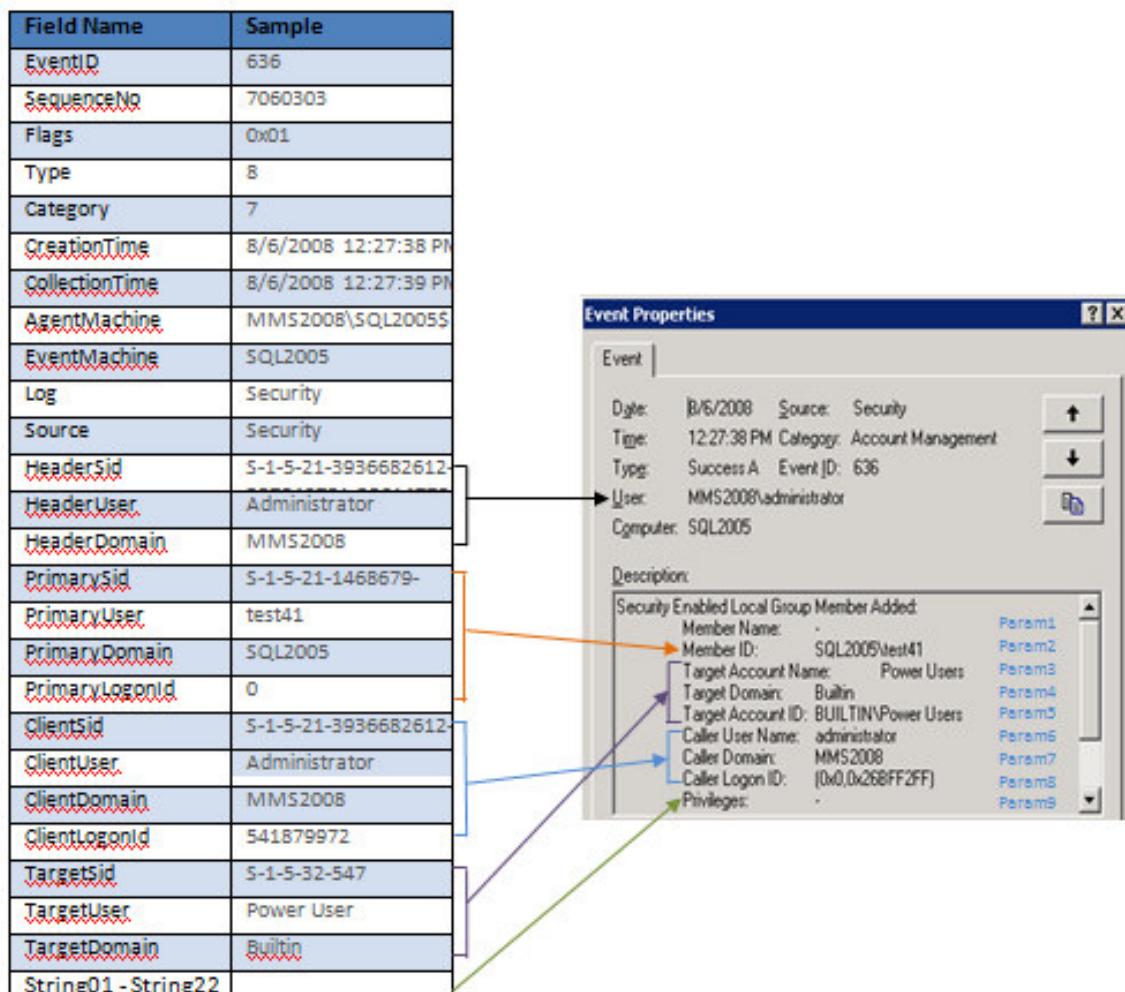 Field Name Sample
EventID 636
SequenceNo 7060303
Flags 0x01
Type 8
Category 7
CreationTime 8/6/2008 12:27:38 PM
CollectionTime 8/6/2008 12:27:39 PM
AgentMachine MMS2008\SQL2005$
EventMachine SQL2005
Log Security
Source Security
HeaderSid S-1-5-21-3936682612-
HeaderUser Administrator
HeaderDomain MMS2008
PrimarySid S-1-5-21-1468679-
PrimaryUser test41
PrimaryDomain SQL2005
PrimaryLogonId 0
ClientSid S-1-5-21-3936682612-
ClientUser Administrator
ClientDomain MMS2008
ClientLogonId 541879972
TargetSid S-1-5-32-547
TargetUser Power User
TargetDomain Builtin
String01 - String22
Event Properties
Event
Date: 8/6/2008 Source: Security
Time: 12:27:38 PM Category: Account Management
Type: Success A Event ID: 636
User: MMS2008\administrator
Computer: SQL2005
Description:
Security Enabled Local Group Member Added:
Member Name: - Param1
Member ID: SQL2005\test41 Param2
Target Account Name: Power Users Param3
Target Domain: Builtin Param4
Target Account ID: BUILTIN\Power Users Param5
Caller User Name: administrator Param6
Caller Domain: MMS2008 Param7
Caller Logon ID: (0x0,0x26BFF2FF) Param8
Privileges: - Param9